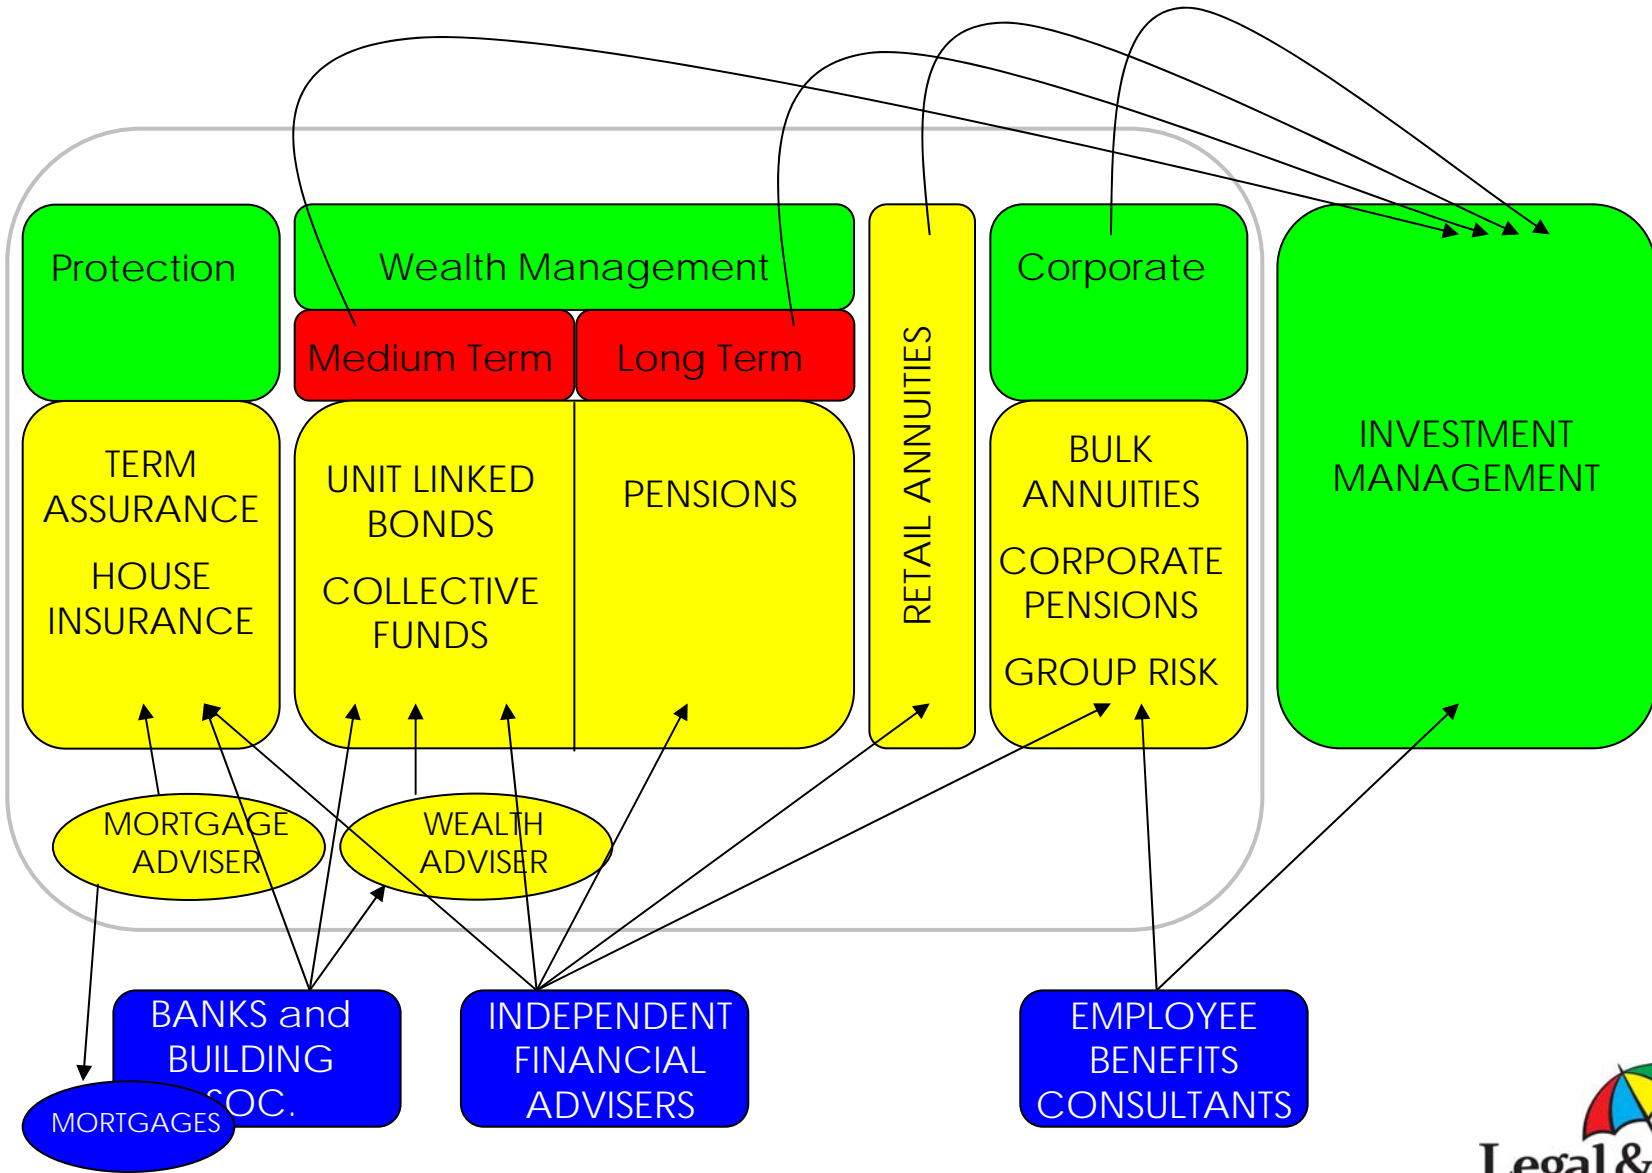 Protection
Wealth Management
Corporate
Medium Term
Long Term
RETAIL ANNUITIES
TERM
ASSURANCE
HOUSE
INSURANCE
UNIT LINKED
BONDS
COLLECTIVE
FUNDS
PENSIONS
BULK
ANNUITIES
CORPORATE
PENSIONS
GROUP RISK
INVESTMENT
MANAGEMENT
MORTGAGE
ADVISER
WEALTH
ADVISER
BANKS and
BUILDING
SOC.
MORTGAGES
INDEPENDENT
FINANCIAL
ADVISERS
EMPLOYEE
BENEFITS
CONSULTANTS
Legal &